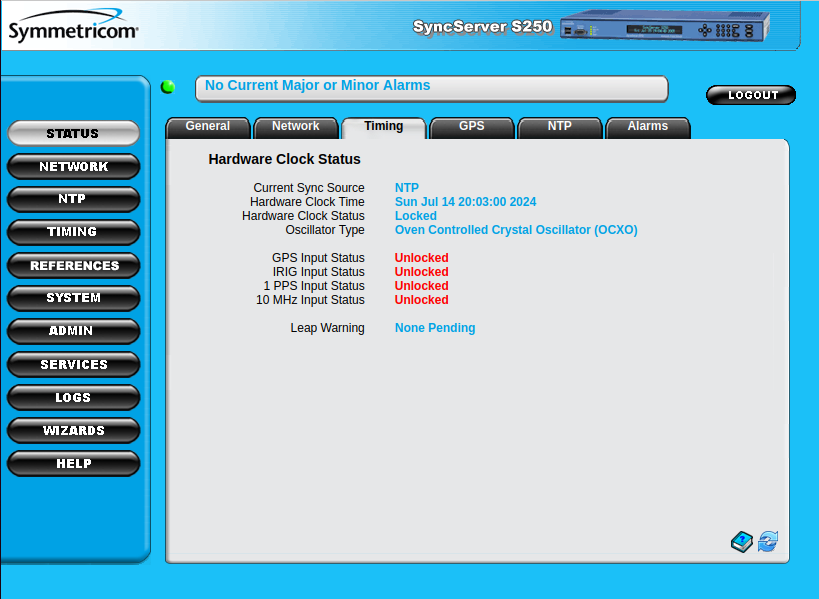 Symmetricom®
SyncServer S250
No Current Major or Minor Alarms
LOGOUT
General Network Timing GPS NTP Alarms
STATUS
NETWORK
NTP
TIMING
REFERENCES
SYSTEM
ADMIN
SERVICES
LOGS
WIZARDS
HELP
Hardware Clock Status
Current Sync Source NTP
Hardware Clock Time Sun Jul 14 20:03:00 2024
Hardware Clock Status Locked
Oscillator Type Oven Controlled Crystal Oscillator (OCXO)
GPS Input Status Unlocked
IRIG Input Status Unlocked
1 PPS Input Status Unlocked
10 MHz Input Status Unlocked
Leap Warning None Pending